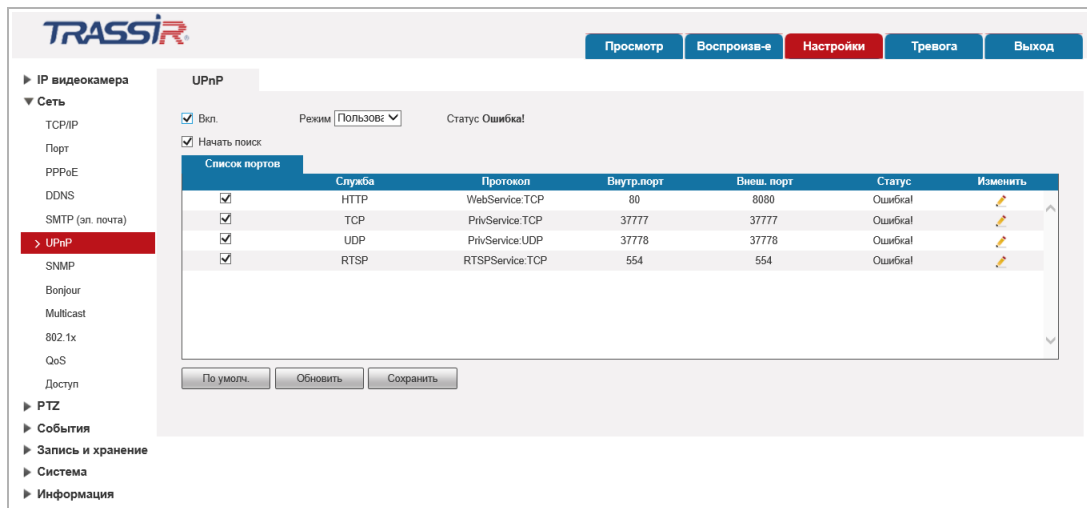 TRASSIR
Просмотр Воспроизв-е Настройки Тревога Выход
IP видеокамера
Сеть
TCP/IP
Порт
PPPoE
DDNS
SMTP (эл. почта)
UPnP
SNMP
Bonjour
Multicast
802.1x
QoS
Доступ
PTZ
События
Запись и хранение
Система
Информация
UPnP
Вкл. Режим Пользова Статус Ошибка!
Начать поиск
Список портов
Служба Протокол Внутр.порт Внеш. порт Статус Изменить
HTTP WebService:TCP 80 8080 Ошибка!
TCP PrivService:TCP 37777 37777 Ошибка!
UDP PrivService:UDP 37778 37778 Ошибка!
RTSP RTSPService:TCP 554 554 Ошибка!
По умолч. Обновить Сохранить